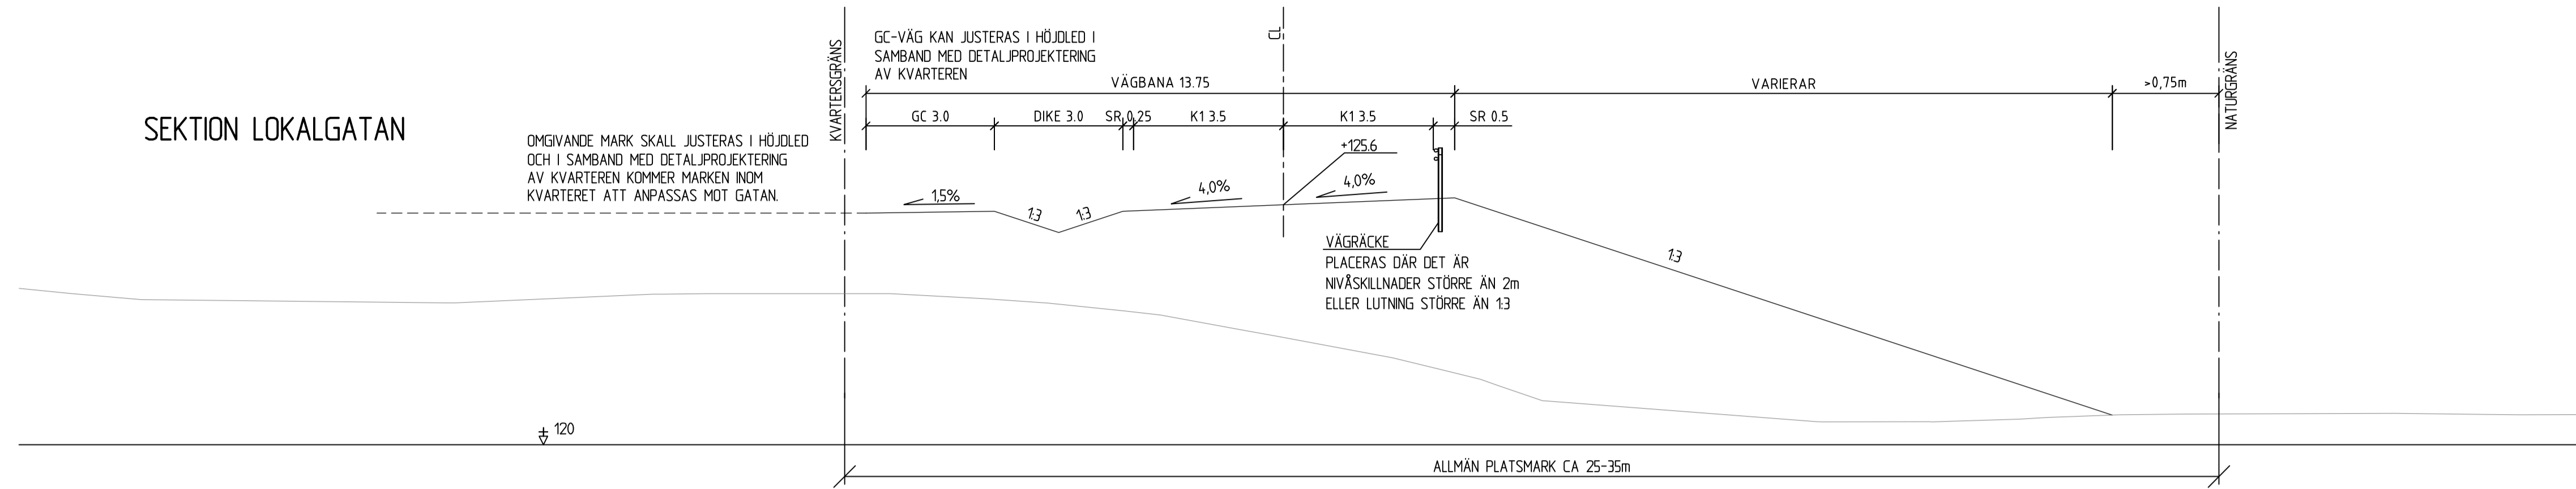 SEKTION LOKALGATAN
OMGIVANDE MARK SKALL JUSTERAS I HÖJDLED
OCH I SAMBAND MED DETALJPROJEKTERING
AV KVARTEREN KOMMER MARKEN INOM
KVARTERET ATT ANPASSAS MOT GATAN.
KVARTERSGRÄNS
GC-VÄG KAN JUSTERAS I HÖJDLED I
SAMBAND MED DETALJPROJEKTERING
AV KVARTEREN
CL
VÄGBANA 13.75
VARIERAR
>0,75m
NATURGRÄNS
GC 3.0
DIKE 3.0
SR 0.25
K1 3.5
K1 3.5
SR 0.5
+125.6
1,5%
1:3
1:3
4,0%
4,0%
1:3
VÄGRÄCKE
PLACERAS DÄR DET ÄR
NIVÅSKILLNADER STÖRRE ÄN 2m
ELLER LUTNING STÖRRE ÄN 1:3
+ 120
ALLMÄN PLATSMARK CA 25-35m